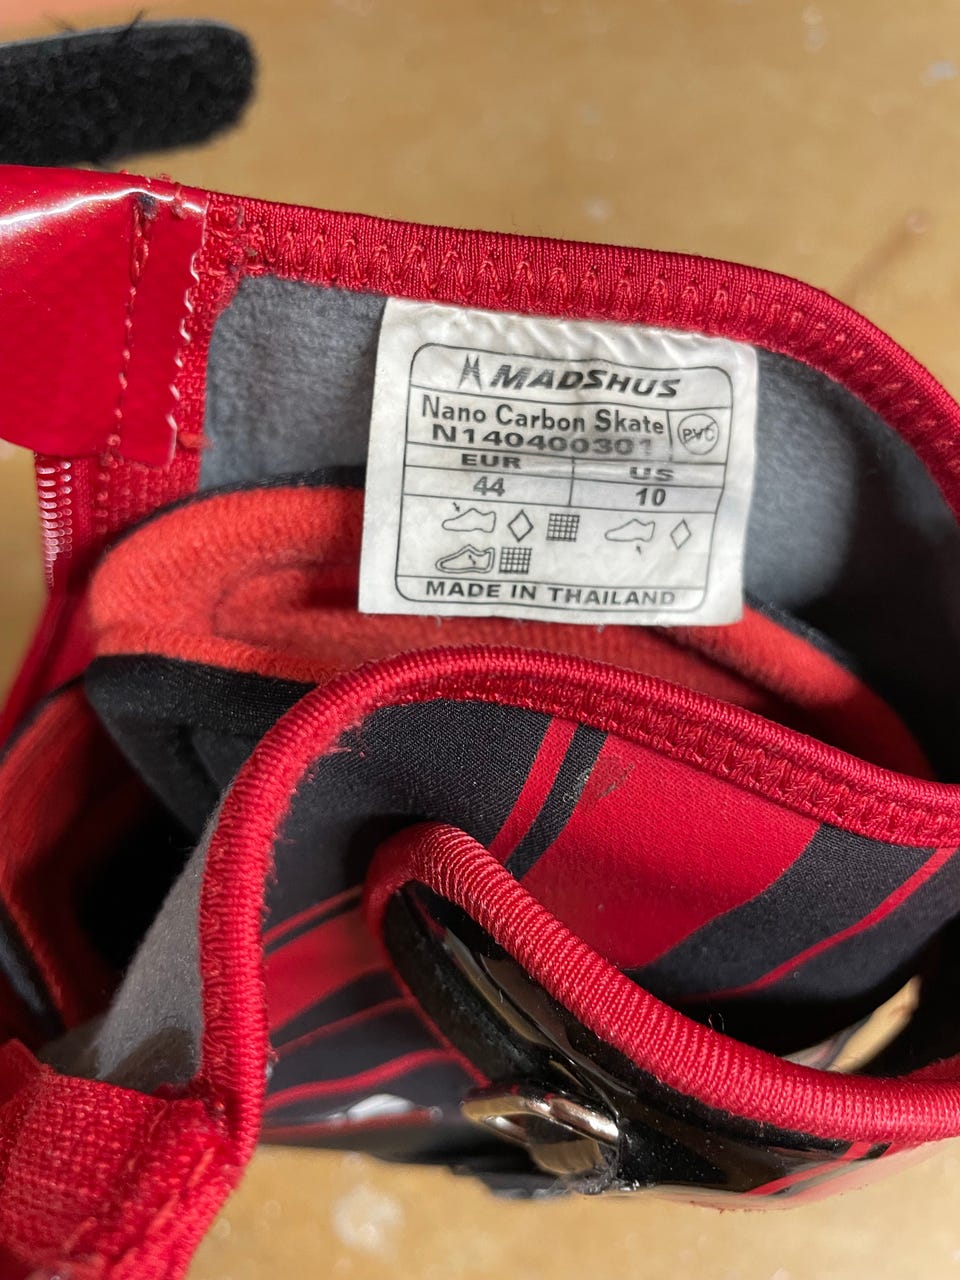 MADSHUS
Nano Carbon Skate
N140400301
PVC
EUR US
44 10
MADE IN THAILAND